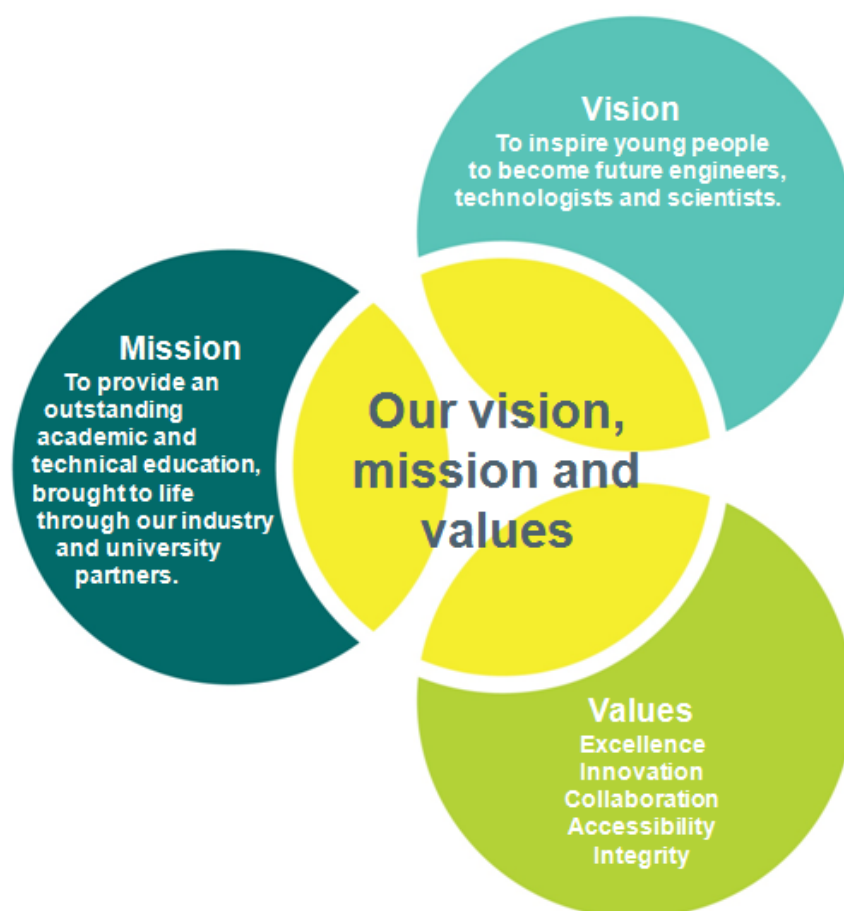 Vision
To inspire young people
to become future engineers,
technologists and scientists.
Mission
To provide an
outstanding
academic and
technical education,
brought to life
through our industry
and university
partners.
Our vision,
mission and
values
Values
Excellence
Innovation
Collaboration
Accessibility
Integrity